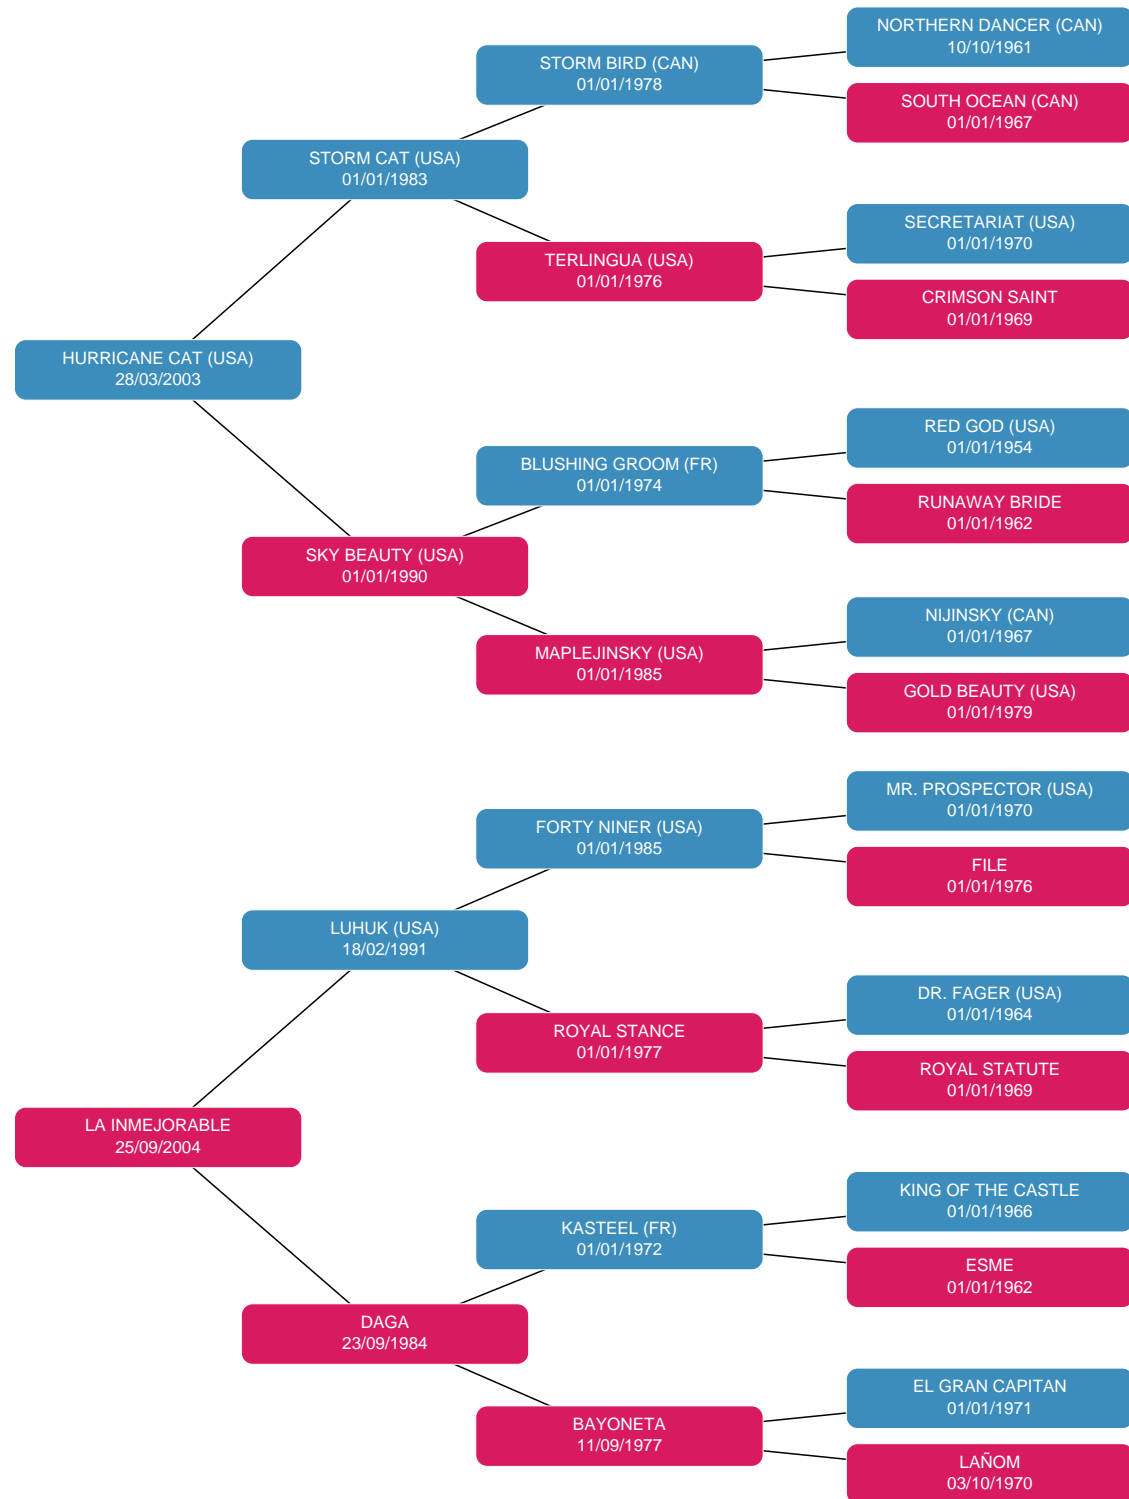 NORTHERN DANCER (CAN)
10/10/1961
STORM BIRD (CAN)
01/01/1978
SOUTH OCEAN (CAN)
01/01/1967
STORM CAT (USA)
01/01/1983
SECRETARIAT (USA)
01/01/1970
TERLINGUA (USA)
01/01/1976
CRIMSON SAINT
01/01/1969
HURRICANE CAT (USA)
28/03/2003
RED GOD (USA)
01/01/1954
BLUSHING GROOM (FR)
01/01/1974
RUNAWAY BRIDE
01/01/1962
SKY BEAUTY (USA)
01/01/1990
NIJINSKY (CAN)
01/01/1967
MAPLEJINSKY (USA)
01/01/1985
GOLD BEAUTY (USA)
01/01/1979
MR. PROSPECTOR (USA)
01/01/1970
FORTY NINER (USA)
01/01/1985
FILE
01/01/1976
LUHUK (USA)
18/02/1991
DR. FAGER (USA)
01/01/1964
ROYAL STANCE
01/01/1977
ROYAL STATUTE
01/01/1969
LA INMEJORABLE
25/09/2004
KING OF THE CASTLE
01/01/1966
KASTEEL (FR)
01/01/1972
ESME
01/01/1962
DAGA
23/09/1984
EL GRAN CAPITAN
01/01/1971
BAYONETA
11/09/1977
LAÑOM
03/10/1970